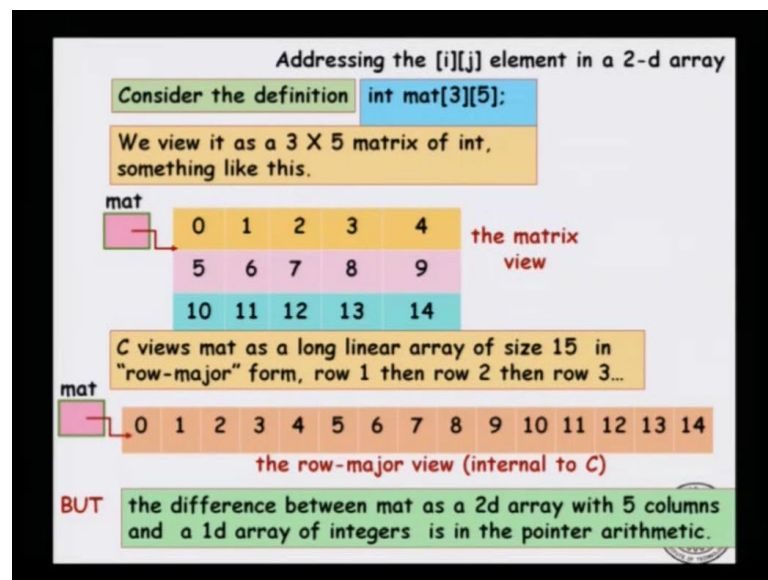 Addressing the [i][j] element in a 2-d array
Consider the definition int mat[3][5];
We view it as a 3 X 5 matrix of int,
something like this.
mat
0 1 2 3 4
the matrix
view
5 6 7 8 9
10 11 12 13 14
C views mat as a long linear array of size 15 in
"row-major" form, row 1 then row 2 then row 3...
mat
0 1 2 3 4 5 6 7 8 9 10 11 12 13 14
the row-major view (internal to C)
BUT the difference between mat as a 2d array with 5 columns
and a 1d array of integers is in the pointer arithmetic.